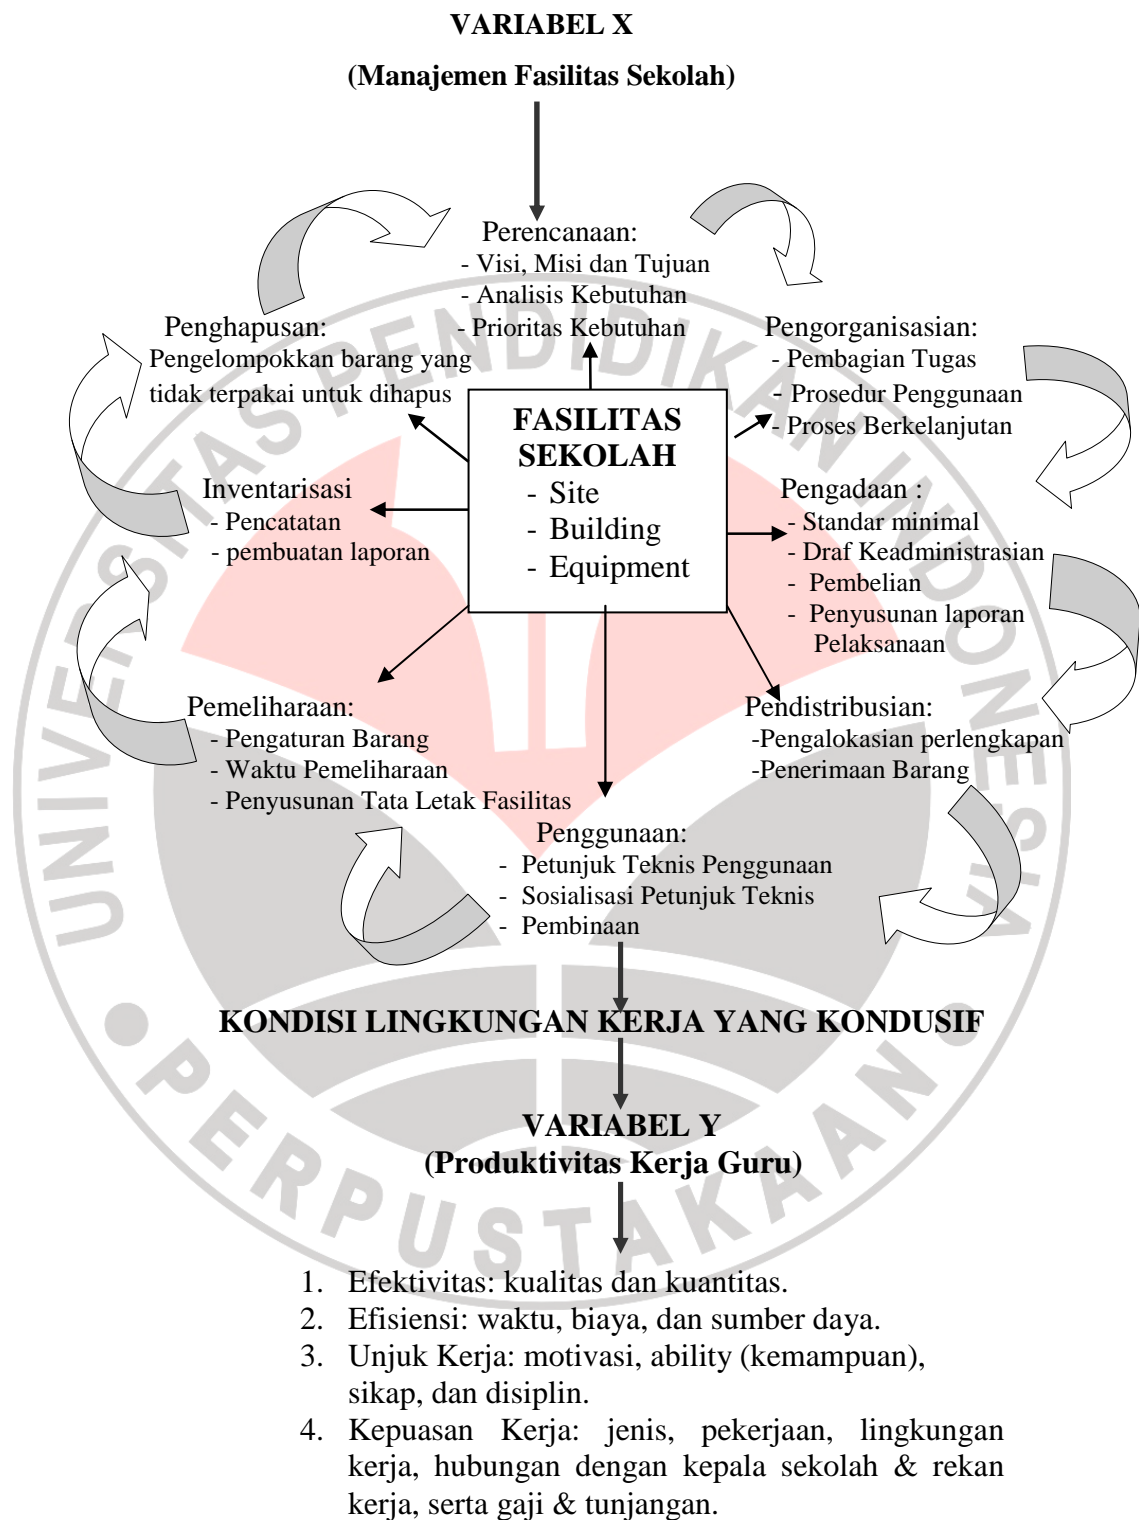 VARIABEL X
(Manajemen Fasilitas Sekolah)
Perencanaan:
- Visi, Misi dan Tujuan
- Analisis Kebutuhan
- Prioritas Kebutuhan
Pengorganisasian:
- Pembagian Tugas
- Prosedur Penggunaan
- Proses Berkelanjutan
Pengadaan :
- Standar minimal
- Draf Keadministrasian
- Pembelian
- Penyusunan laporan
Pelaksanaan
Pendistribusian:
-Pengalokasian perlengkapan
-Penerimaan Barang
Penggunaan:
- Petunjuk Teknis Penggunaan
- Sosialisasi Petunjuk Teknis
- Pembinaan
Pemeliharaan:
- Pengaturan Barang
- Waktu Pemeliharaan
- Penyusunan Tata Letak Fasilitas
Inventarisasi
- Pencatatan
- pembuatan laporan
Penghapusan:
Pengelompokkan barang yang
tidak terpakai untuk dihapus
FASILITAS
SEKOLAH
- Site
- Building
- Equipment
KONDISI LINGKUNGAN KERJA YANG KONDUSIF
VARIABEL Y
(Produktivitas Kerja Guru)
1. Efektivitas: kualitas dan kuantitas.
2. Efisiensi: waktu, biaya, dan sumber daya.
3. Unjuk Kerja: motivasi, ability (kemampuan),
sikap, dan disiplin.
4. Kepuasan Kerja: jenis, pekerjaan, lingkungan
kerja, hubungan dengan kepala sekolah & rekan
kerja, serta gaji & tunjangan.
UNIVERSITAS PENDIDIKAN INDONESIA
PERPUSTAKAAN